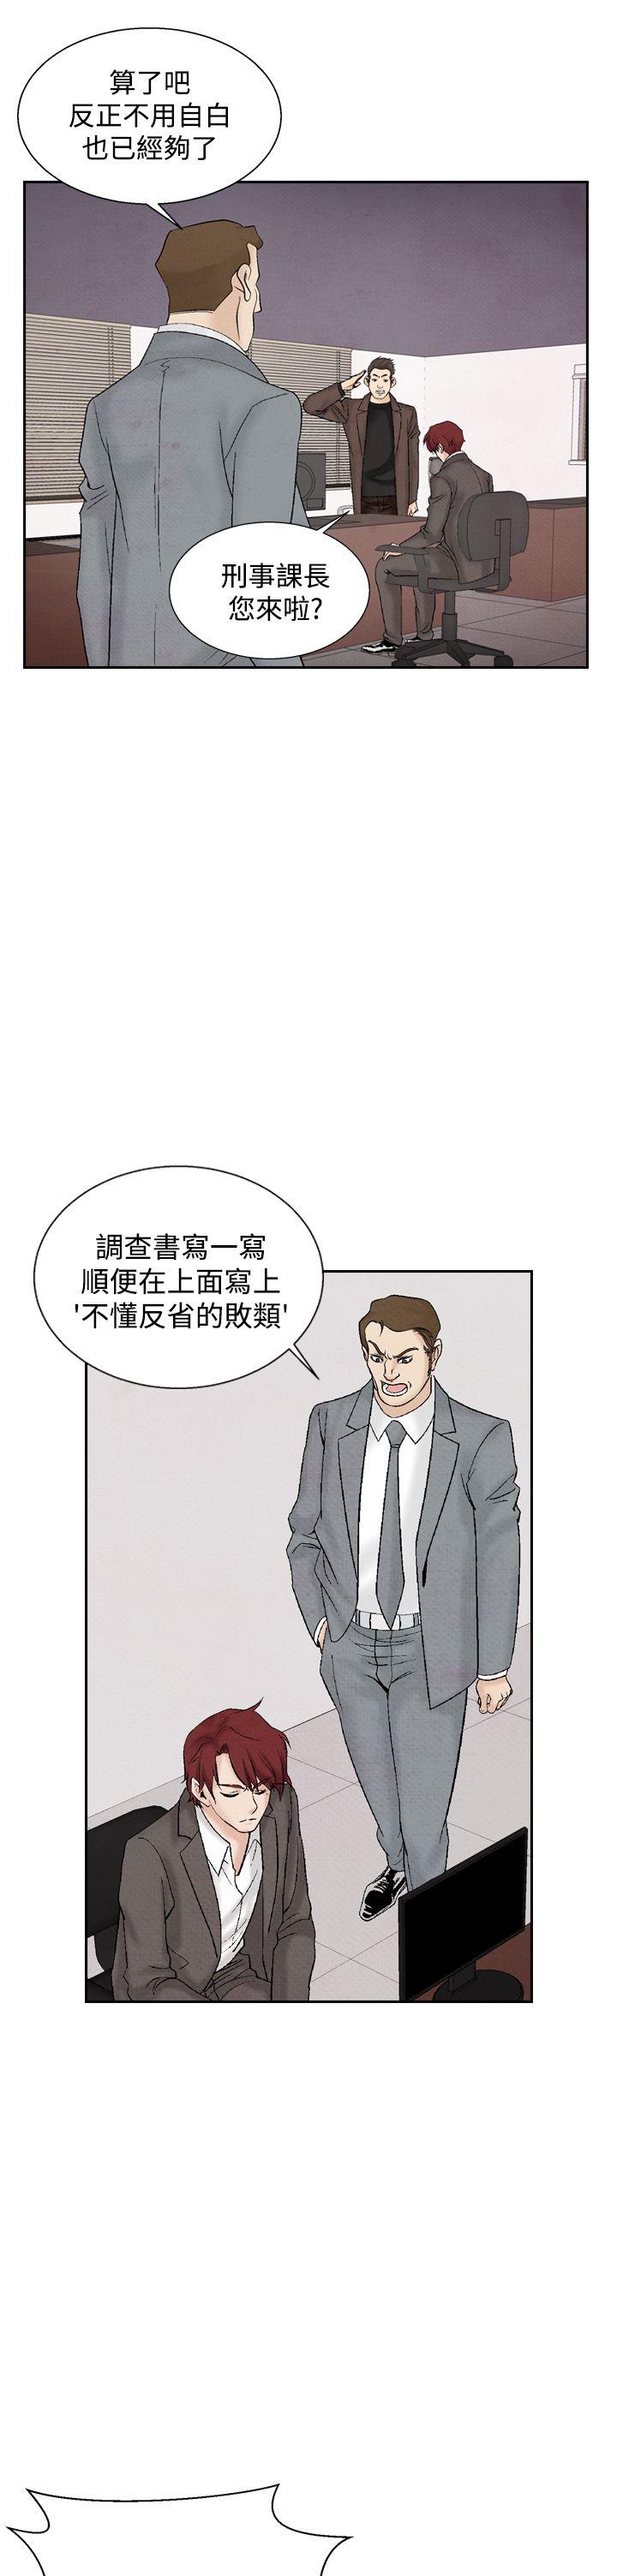 算了吧
反正不用自白
也已經夠了
刑事課長
您來啦?
調查書寫一寫
順便在上面寫上
'不懂反省的敗類'